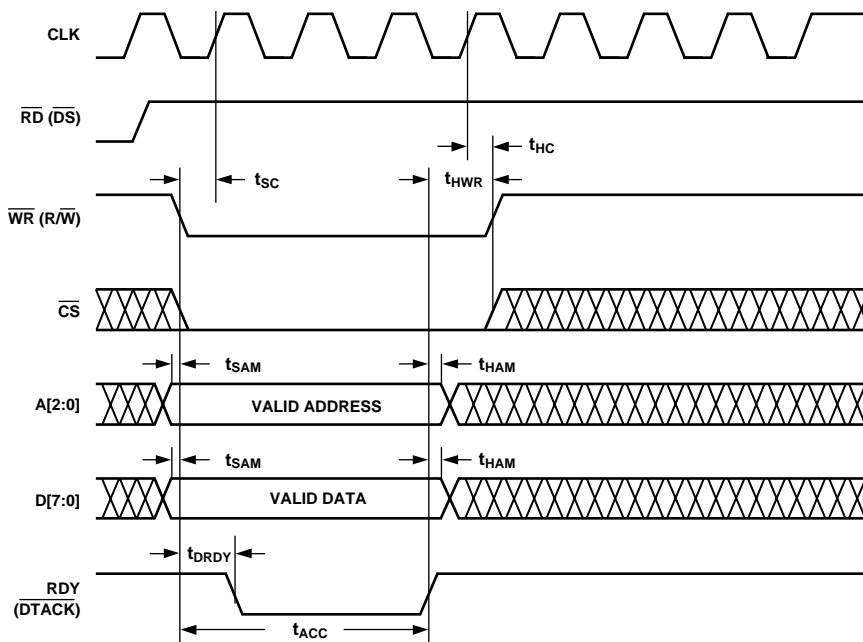 CLK
RD (DS)
tHC
tSC
tHWR
WR (R/W)
CS
tSAM
tHAM
A[2:0]
VALID ADDRESS
tSAM
tHAM
D[7:0]
VALID DATA
tDRDY
RDY
(DTACK)
tACC